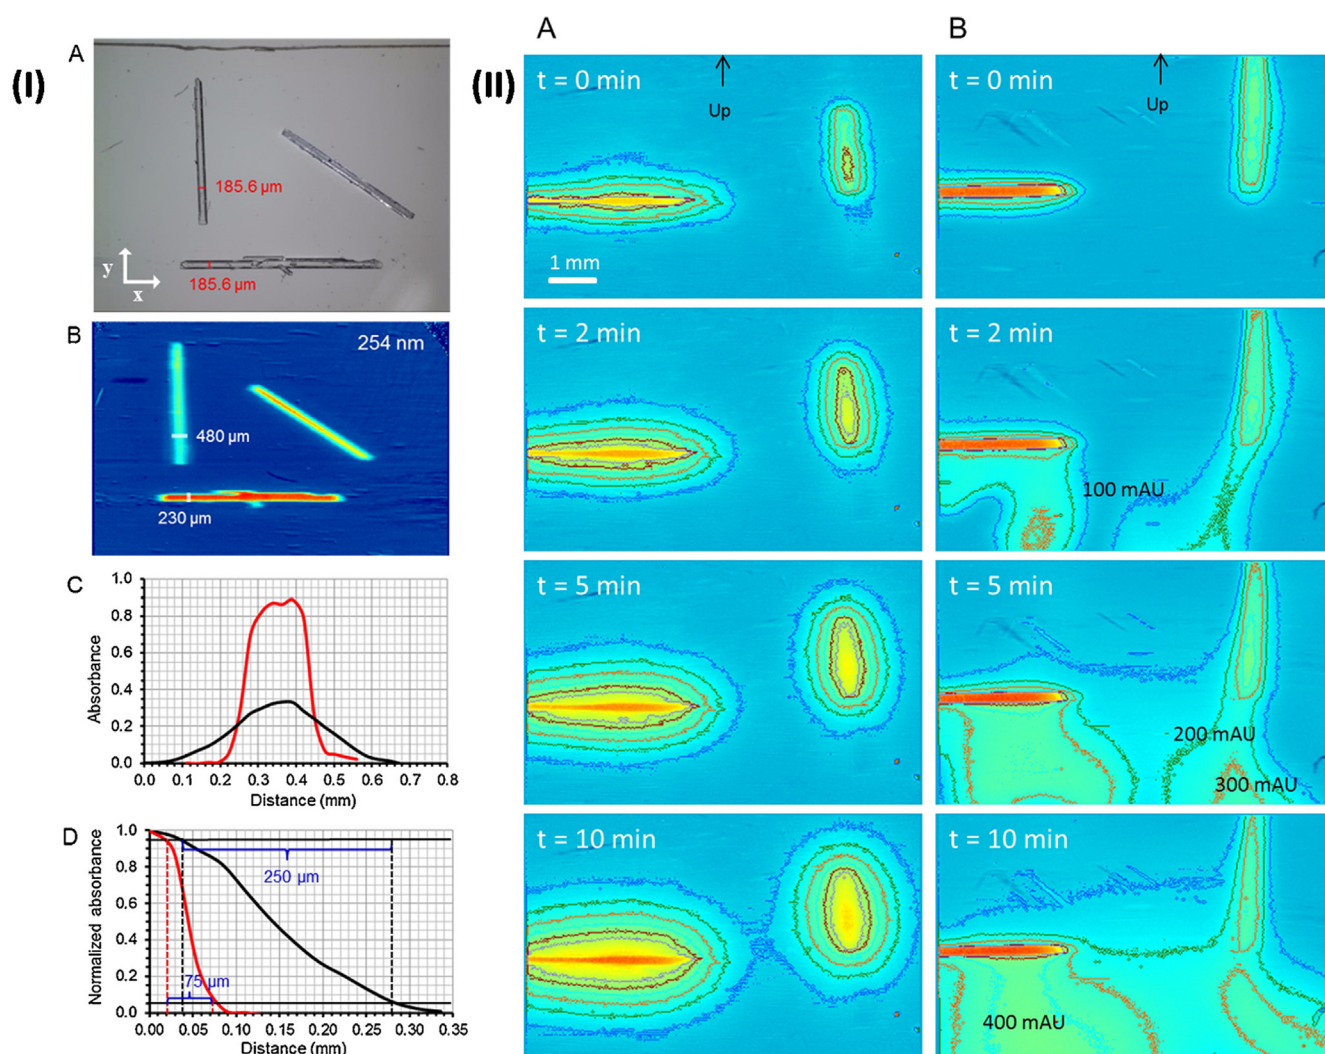 (I)
A
185.6 µm
185.6 µm
y
x
B
254 nm
480 µm
230 µm
C
1.0
0.8
0.6
0.4
0.2
0.0
Absorbance
0.0 0.1 0.2 0.3 0.4 0.5 0.6 0.7 0.8
Distance (mm)
D
1.0
0.8
0.6
0.4
0.2
0.0
Normalized absorbance
250 µm
75 µm
0.00 0.05 0.10 0.15 0.20 0.25 0.30 0.35
Distance (mm)
(II)
A
t = 0 min
Up
1 mm
t = 2 min
t = 5 min
t = 10 min
B
t = 0 min
Up
t = 2 min
100 mAU
t = 5 min
200 mAU
300 mAU
t = 10 min
400 mAU